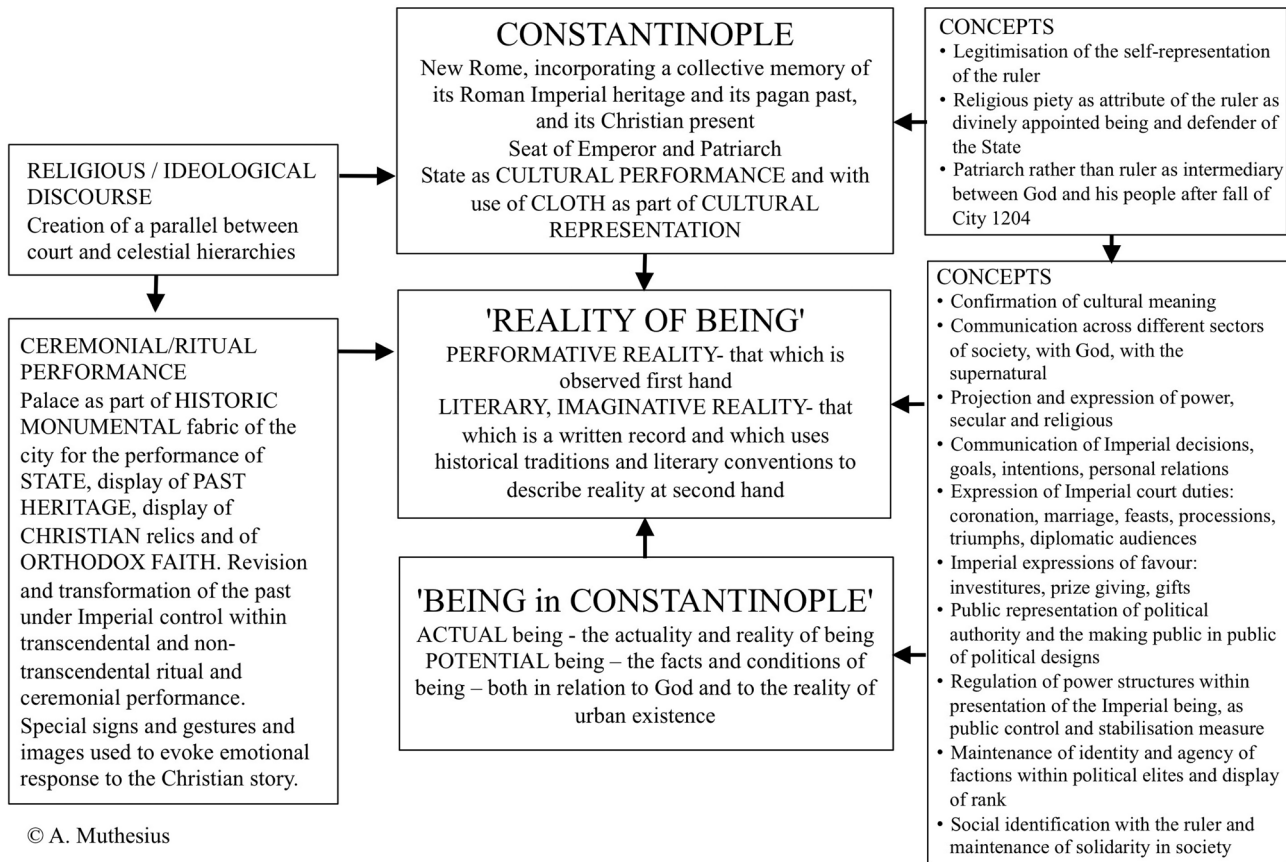 RELIGIOUS / IDEOLOGICAL
DISCOURSE
Creation of a parallel between
court and celestial hierarchies
CEREMONIAL/RITUAL
PERFORMANCE
Palace as part of HISTORIC
MONUMENTAL fabric of the
city for the performance of
STATE, display of PAST
HERITAGE, display of
CHRISTIAN relics and of
ORTHODOX FAITH. Revision
and transformation of the past
under Imperial control within
transcendental and non-
transcendental ritual and
ceremonial performance.
Special signs and gestures and
images used to evoke emotional
response to the Christian story.
© A. Muthesius
CONSTANTINOPLE
New Rome, incorporating a collective memory of
its Roman Imperial heritage and its pagan past,
and its Christian present
Seat of Emperor and Patriarch
State as CULTURAL PERFORMANCE and with
use of CLOTH as part of CULTURAL
REPRESENTATION
'REALITY OF BEING'
PERFORMATIVE REALITY- that which is
observed first hand
LITERARY, IMAGINATIVE REALITY- that
which is a written record and which uses
historical traditions and literary conventions to
describe reality at second hand
'BEING in CONSTANTINOPLE'
ACTUAL being - the actuality and reality of being
POTENTIAL being – the facts and conditions of
being – both in relation to God and to the reality of
urban existence
CONCEPTS
• Legitimisation of the self-representation
of the ruler
• Religious piety as attribute of the ruler as
divinely appointed being and defender of
the State
• Patriarch rather than ruler as intermediary
between God and his people after fall of
City 1204
CONCEPTS
• Confirmation of cultural meaning
• Communication across different sectors
of society, with God, with the
supernatural
• Projection and expression of power,
secular and religious
• Communication of Imperial decisions,
goals, intentions, personal relations
• Expression of Imperial court duties:
coronation, marriage, feasts, processions,
triumphs, diplomatic audiences
• Imperial expressions of favour:
investitures, prize giving, gifts
• Public representation of political
authority and the making public in public
of political designs
• Regulation of power structures within
presentation of the Imperial being, as
public control and stabilisation measure
• Maintenance of identity and agency of
factions within political elites and display
of rank
• Social identification with the ruler and
maintenance of solidarity in society